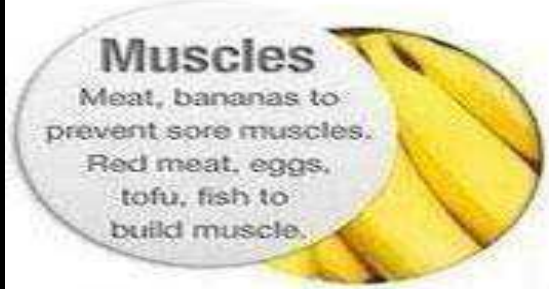 Muscles
Meat, bananas to
prevent sore muscles.
Red meat, eggs,
tofu, fish to
build muscle.